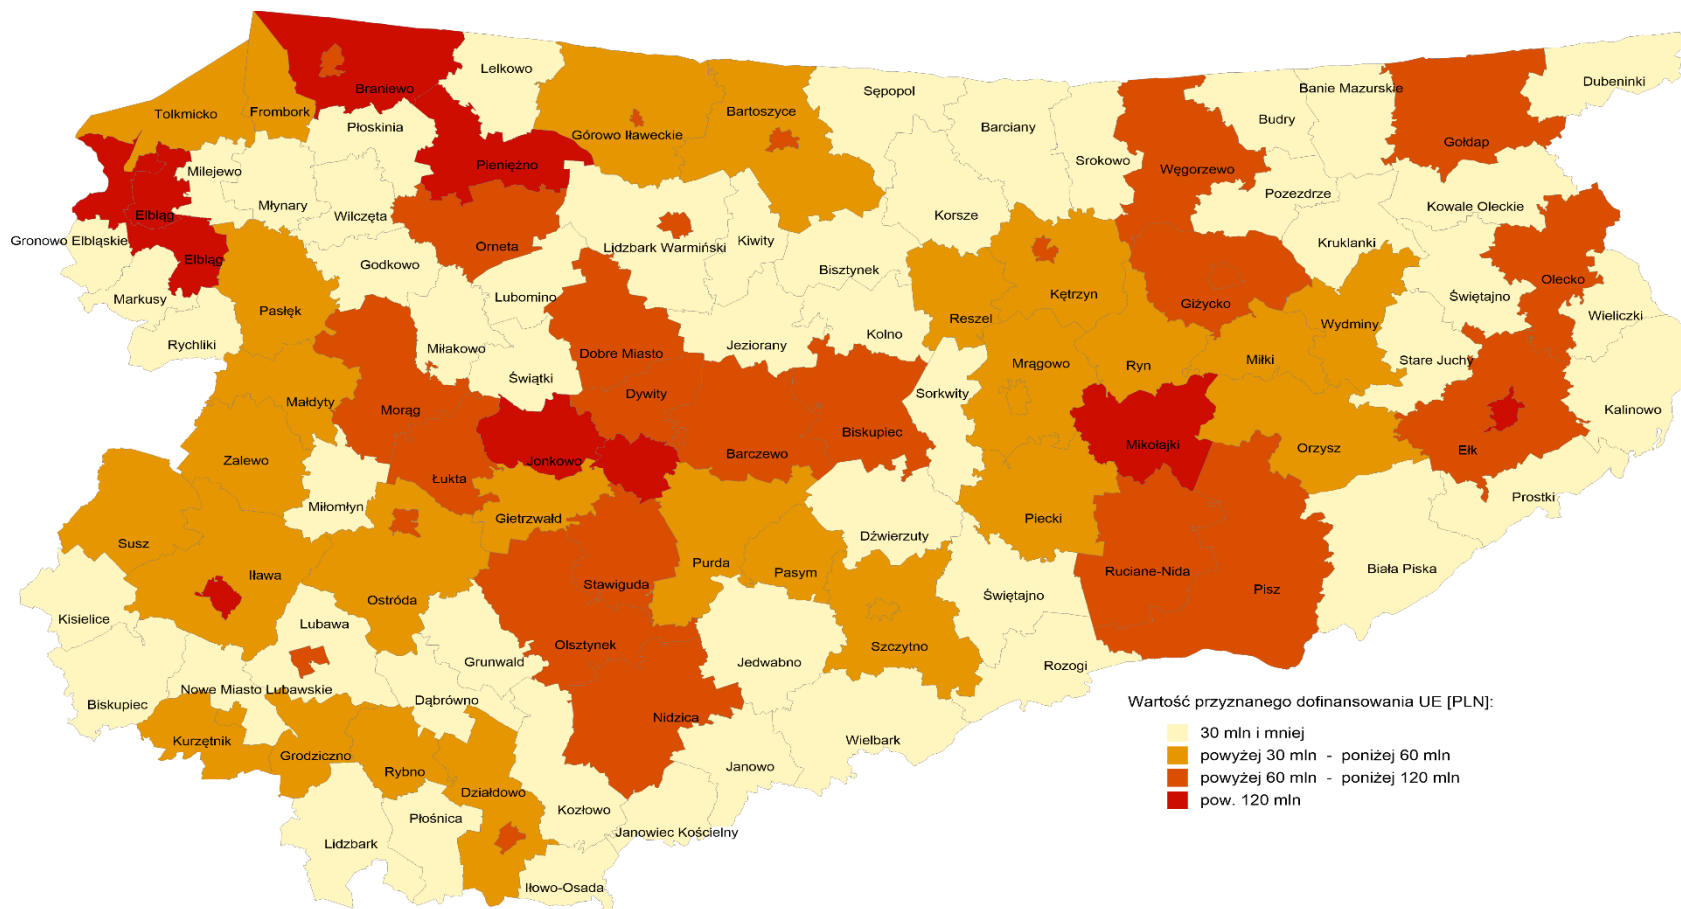 Lelkowo
Dubeninki
Braniewo
Sępopol
Banie Mazurskie
Tolkmicko
Frombork
Bartoszyce
Budry
Płoskinia
Górowo Iławeckie
Barciany
Gołdap
Srokowo
Pieniężno
Węgorzewo
Milejewo
Pozezdrze
Młynary
Kowale Oleckie
Elbląg
Wilczęta
Korsze
Gronowo Elbląskie
Orneta
Lidzbark Warmiński
Kiwity
Kruklanki
Elbląg
Godkowo
Bisztynek
Olecko
Markusy
Lubomino
Kętrzyn
Giżycko
Świętajno
Pasłęk
Reszel
Wydminy
Wieliczki
Rychliki
Miłakowo
Dobre Miasto
Jeziorany
Kolno
Mrągowo
Ryn
Miłki
Stare Juchy
Świątki
Małdyty
Morąg
Dywity
Sorkwity
Kalinowo
Zalewo
Jonkowo
Barczewo
Biskupiec
Mikołajki
Orzysz
Ełk
Łukta
Miłomłyn
Gietrzwałd
Prostki
Susz
Dźwierzuty
Piecki
Iława
Stawiguda
Purda
Pasym
Ruciane-Nida
Pisz
Biała Piska
Ostróda
Świętajno
Kisielice
Lubawa
Olsztynek
Szczytno
Grunwald
Jedwabno
Rozogi
Biskupiec
Nowe Miasto Lubawskie
Dąbrówno
Nidzica
Kurzętnik
Grodziczno
Rybno
Wielbark
Janowo
Działdowo
Płośnica
Kozłowo
Janowiec Kościelny
Lidzbark
Iłowo-Osada
Wartość przyznanego dofinansowania UE [PLN]:
30 mln i mniej
powyżej 30 mln - poniżej 60 mln
powyżej 60 mln - poniżej 120 mln
pow. 120 mln